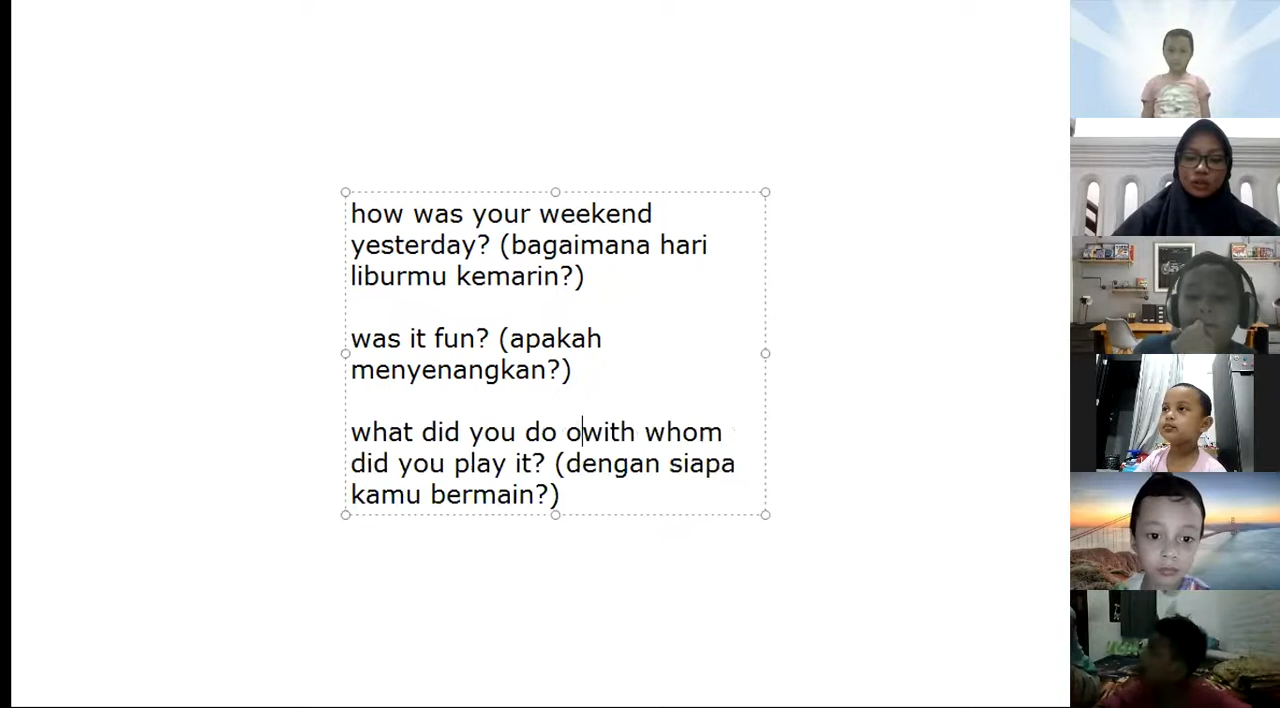 how was your weekend
yesterday? (bagaimana hari
liburmu kemarin?)
was it fun? (apakah
menyenangkan?)
what did you do owith whom
did you play it? (dengan siapa
kamu bermain?)